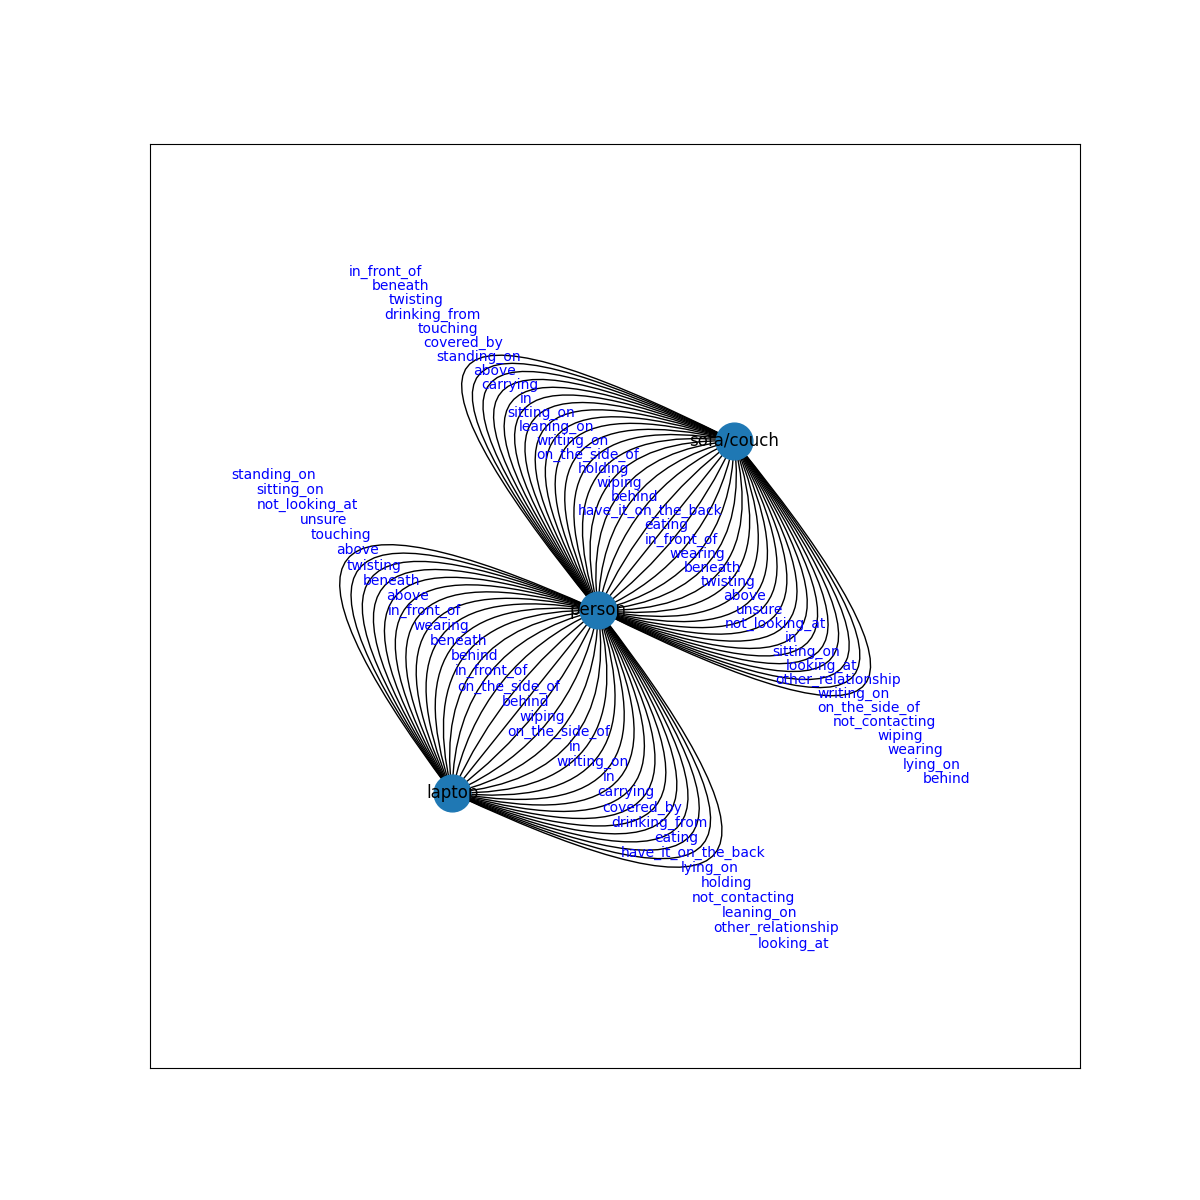 in_front_of
beneath
twisting
drinking_from
touching
covered_by
standing_on
above
carrying
in
sitting_on
leaning_on
writing_on
sofa/couch
on_the_side_of
holding
wiping
behind
have_it_on_the_back
eating
in_front_of
wearing
beneath
twisting
above
unsure
not_looking_at
in
sitting_on
looking_at
other_relationship
writing_on
on_the_side_of
not_contacting
wiping
wearing
lying_on
behind
standing_on
sitting_on
not_looking_at
unsure
touching
above
twisting
beneath
above
in_front_of
person
wearing
beneath
behind
in_front_of
on_the_side_of
behind
wiping
on_the_side_of
in
writing_on
in
laptop
carrying
covered_by
drinking_from
eating
have_it_on_the_back
lying_on
holding
not_contacting
leaning_on
other_relationship
looking_at